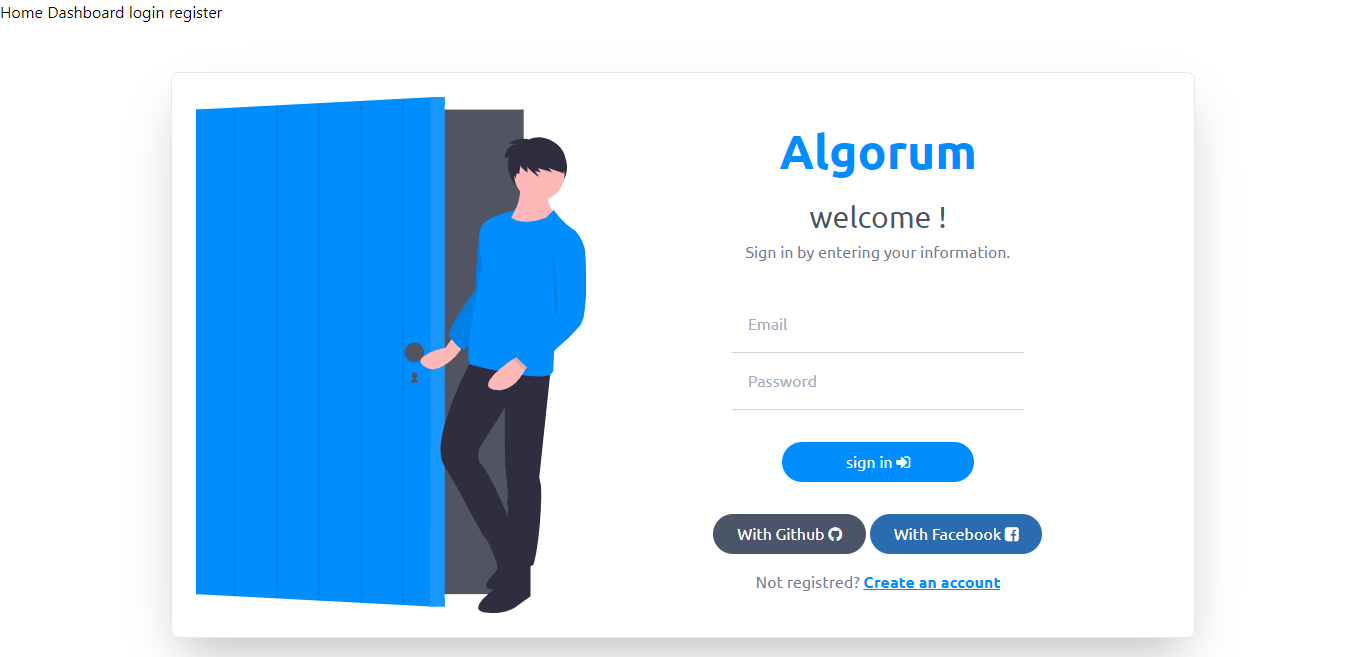 Home Dashboard login register
Algorum
welcome !
Sign in by entering your information.
Email
Password
sign in
With Github With Facebook
Not registred? Create an account